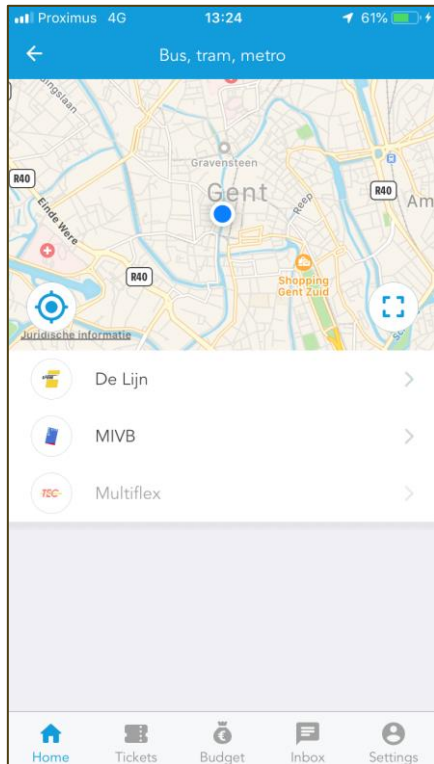 Proximus 4G 13:24 61%
Bus, tram, metro
Gravensteen
Gent
R40
R40
Am
Einde Were
Reep
R40
Shopping
Gent Zuid
Juridische informatie
De Lijn
MIVB
TEC
Multiflex
Home Tickets Budget Inbox Settings